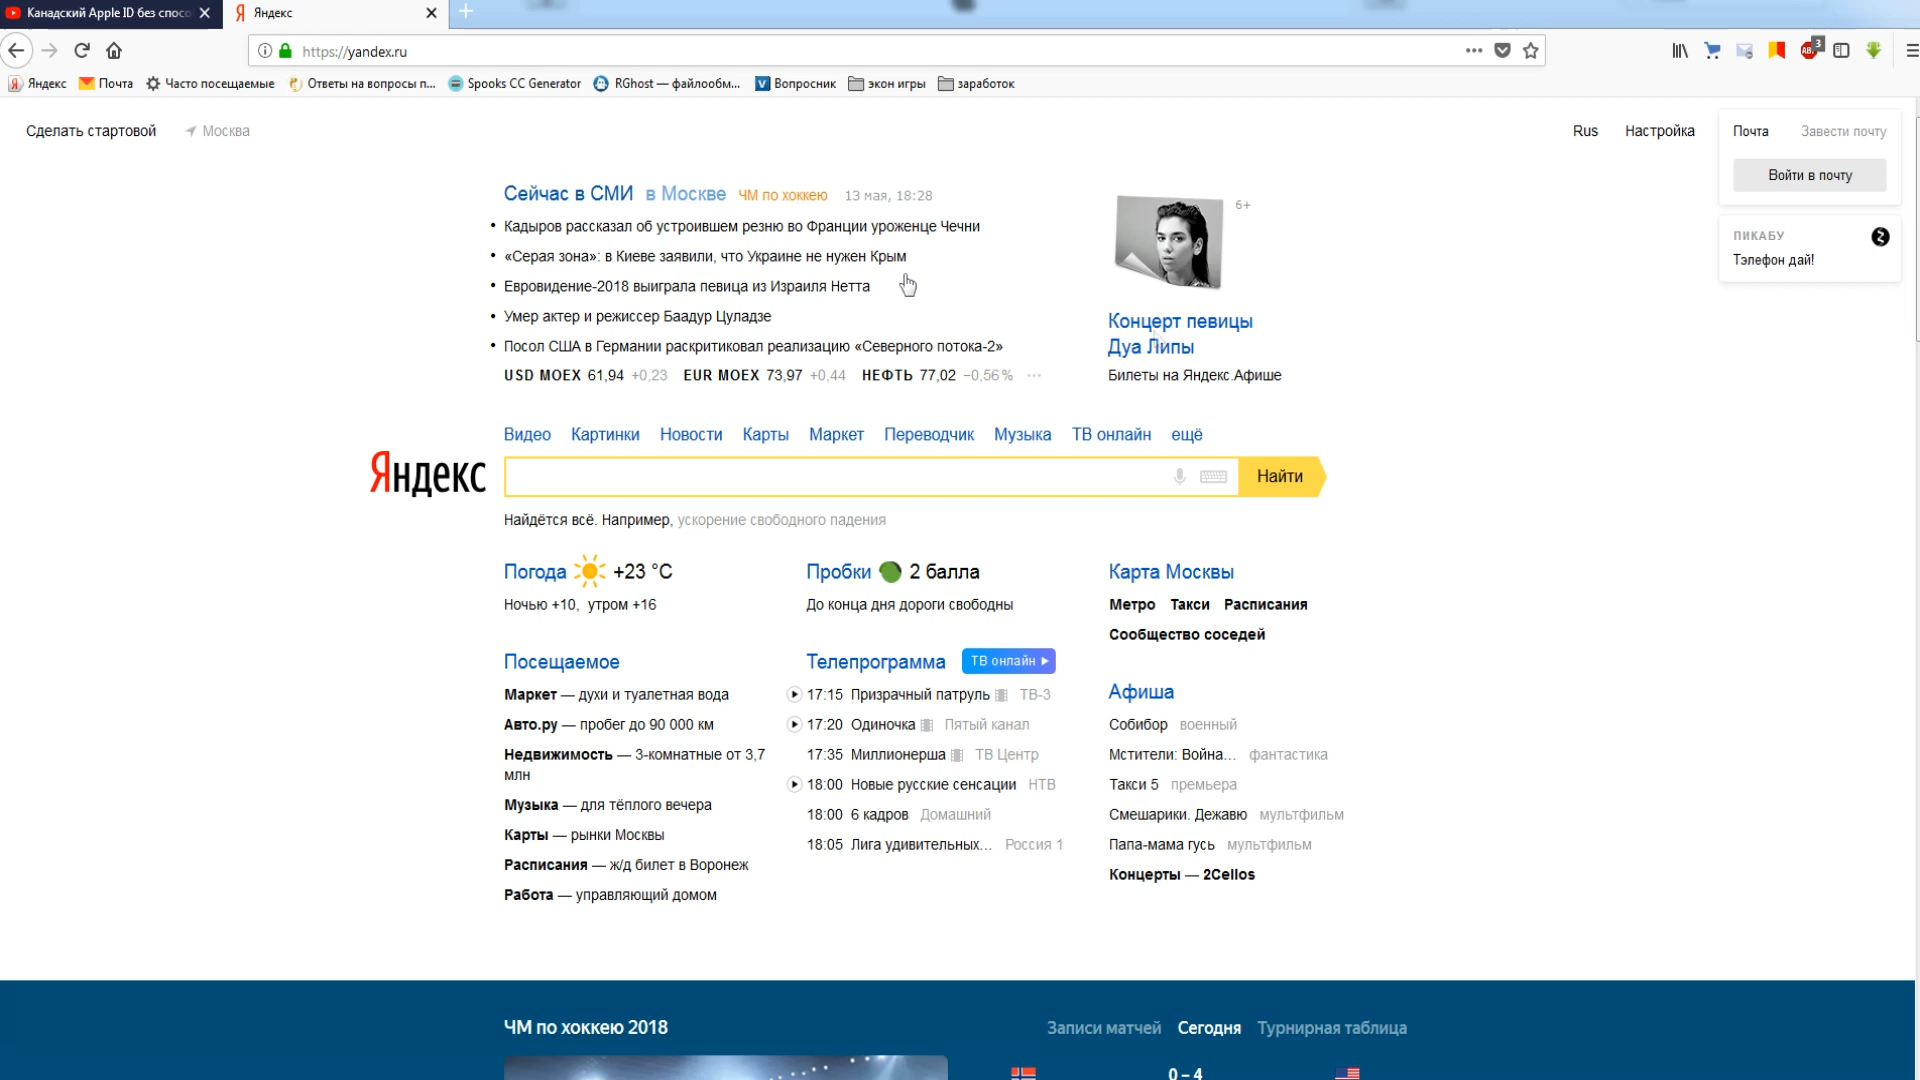 Канадский Apple ID без спосо
Яндекс
https://yandex.ru
3
Яндекс
Почта
Часто посещаемые
Ответы на вопросы п...
Spooks CC Generator
RGhost — файлообм...
Вопросник
экон игры
заработок
Сделать стартовой
Москва
Rus
Настройка
Почта
Завести почту
Войти в почту
ПИКАБУ
Тэлефон дай!
Сейчас в СМИ в Москве ЧМ по хоккею 13 мая, 18:28
Кадыров рассказал об устроившем резню во Франции уроженце Чечни
«Серая зона»: в Киеве заявили, что Украине не нужен Крым
Евровидение-2018 выиграла певица из Израиля Нетта
Умер актер и режиссер Баадур Цуладзе
Посол США в Германии раскритиковал реализацию «Северного потока-2»
USD MOEX 61,94 +0,23 EUR MOEX 73,97 +0,44 НЕФТЬ 77,02 −0,56% ...
6+
Концерт певицы
Дуа Липы
Билеты на Яндекс.Афише
Видео Картинки Новости Карты Маркет Переводчик Музыка ТВ онлайн ещё
Яндекс
Найти
Найдётся всё. Например, ускорение свободного падения
Погода +23 °C
Ночью +10, утром +16
Пробки 2 балла
До конца дня дороги свободны
Карта Москвы
Метро Такси Расписания
Сообщество соседей
Посещаемое
Маркет — духи и туалетная вода
Авто.ру — пробег до 90 000 км
Недвижимость — 3-комнатные от 3,7
млн
Музыка — для тёплого вечера
Карты — рынки Москвы
Расписания — ж/д билет в Воронеж
Работа — управляющий домом
Телепрограмма ТВ онлайн
17:15 Призрачный патруль ТВ-3
17:20 Одиночка Пятый канал
17:35 Миллионерша ТВ Центр
18:00 Новые русские сенсации НТВ
18:00 6 кадров Домашний
18:05 Лига удивительных... Россия 1
Афиша
Собибор военный
Мстители: Война... фантастика
Такси 5 премьера
Смешарики. Дежавю мультфильм
Папа-мама гусь мультфильм
Концерты — 2Cellos
ЧМ по хоккею 2018
Записи матчей Сегодня Турнирная таблица
0 – 4